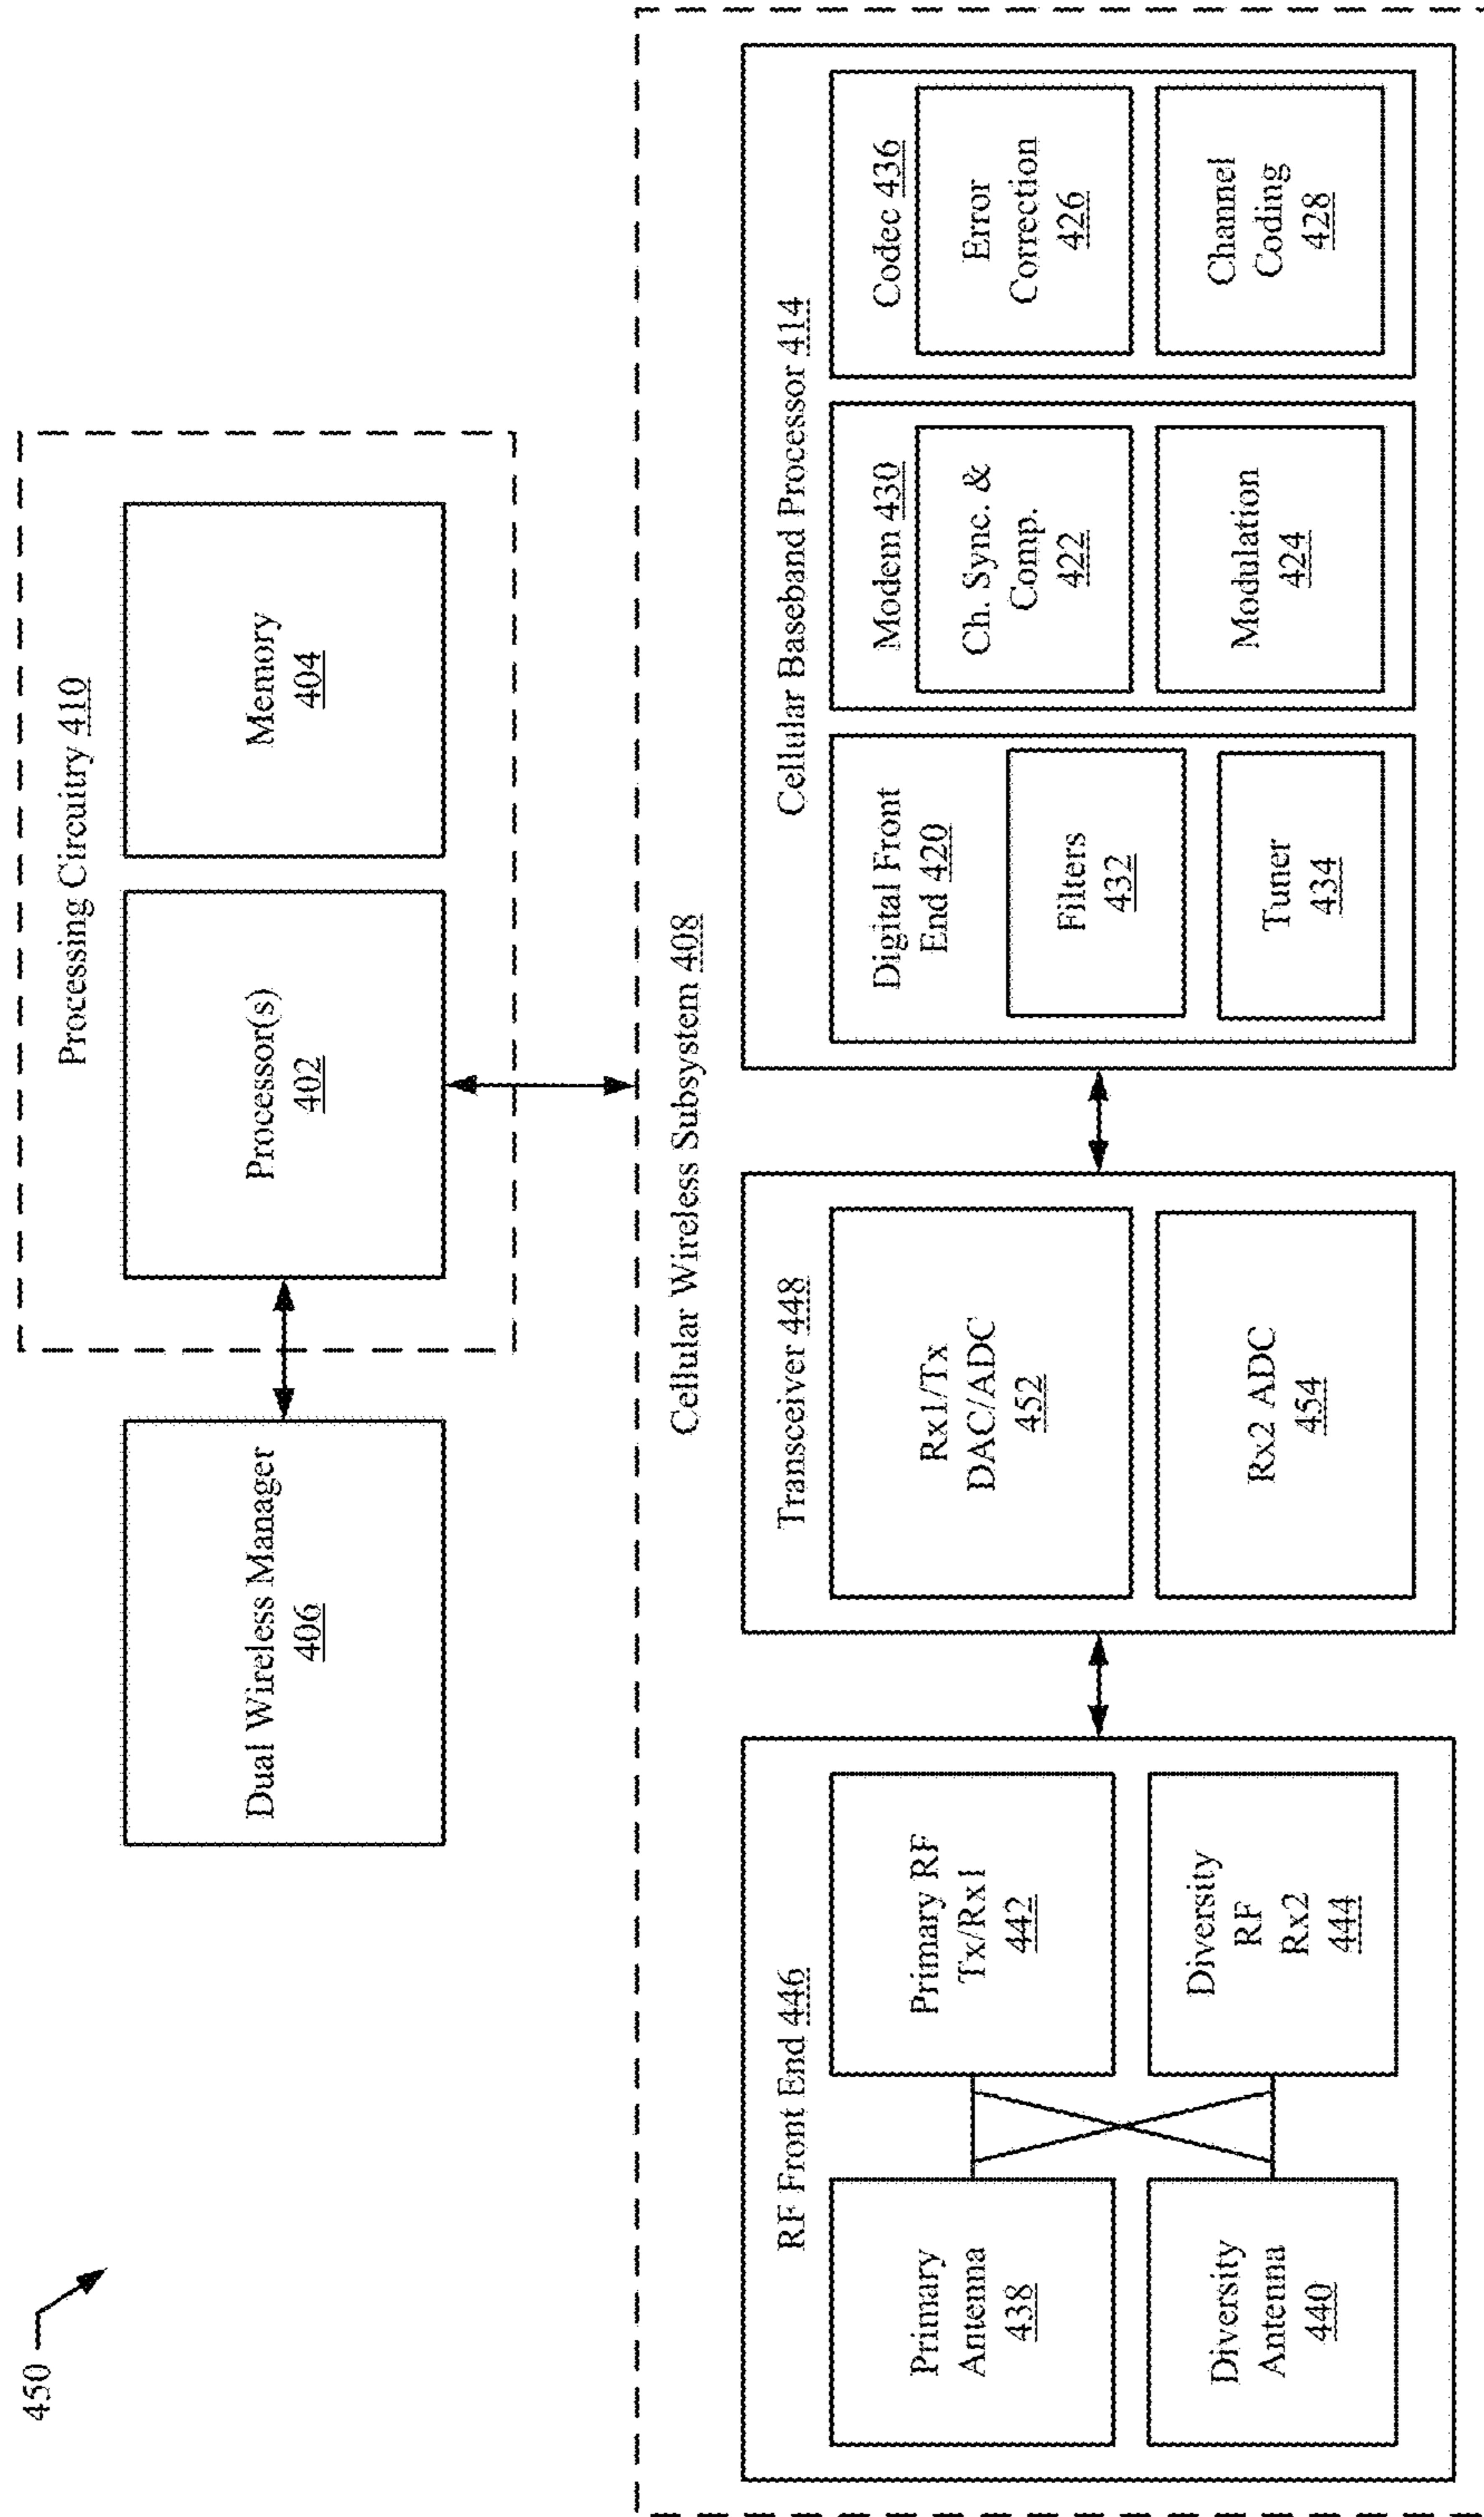 450
Processing Circuitry 410
Dual Wireless Manager
406
Processor(s)
402
Memory
404
Cellular Wireless Subsystem 408
RF Front End 446
Primary
Antenna
438
Primary RF
Tx/Rx1
442
Diversity
Antenna
440
Diversity
RF
Rx2
444
Transceiver 448
Rx1/Tx
DAC/ADC
452
Rx2 ADC
454
Cellular Baseband Processor 414
Digital Front
End 420
Filters
432
Tuner
434
Modem 430
Ch. Sync. &
Comp.
422
Modulation
424
Codec 436
Error
Correction
426
Channel
Coding
428